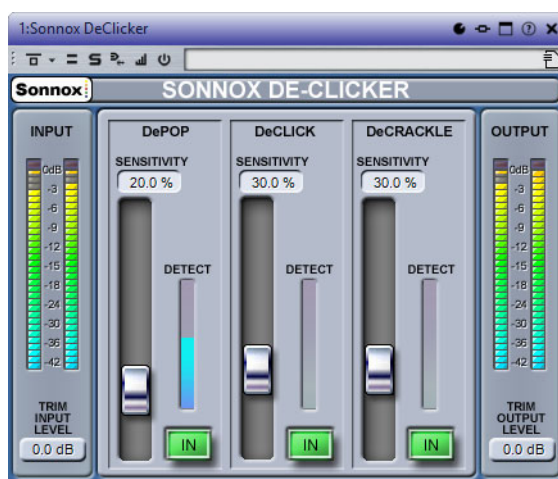 1:Sonnox DeClicker
Sonnox
SONNOX DE-CLICKER
INPUT
0dB
-3
-6
-9
-12
-15
-18
-24
-30
-36
-42
TRIM
INPUT
LEVEL
0.0 dB
DePOP
SENSITIVITY
20.0 %
DETECT
IN
DeCLICK
SENSITIVITY
30.0 %
DETECT
IN
DeCRACKLE
SENSITIVITY
30.0 %
DETECT
IN
OUTPUT
0dB
-3
-6
-9
-12
-15
-18
-24
-30
-36
-42
TRIM
OUTPUT
LEVEL
0.0 dB